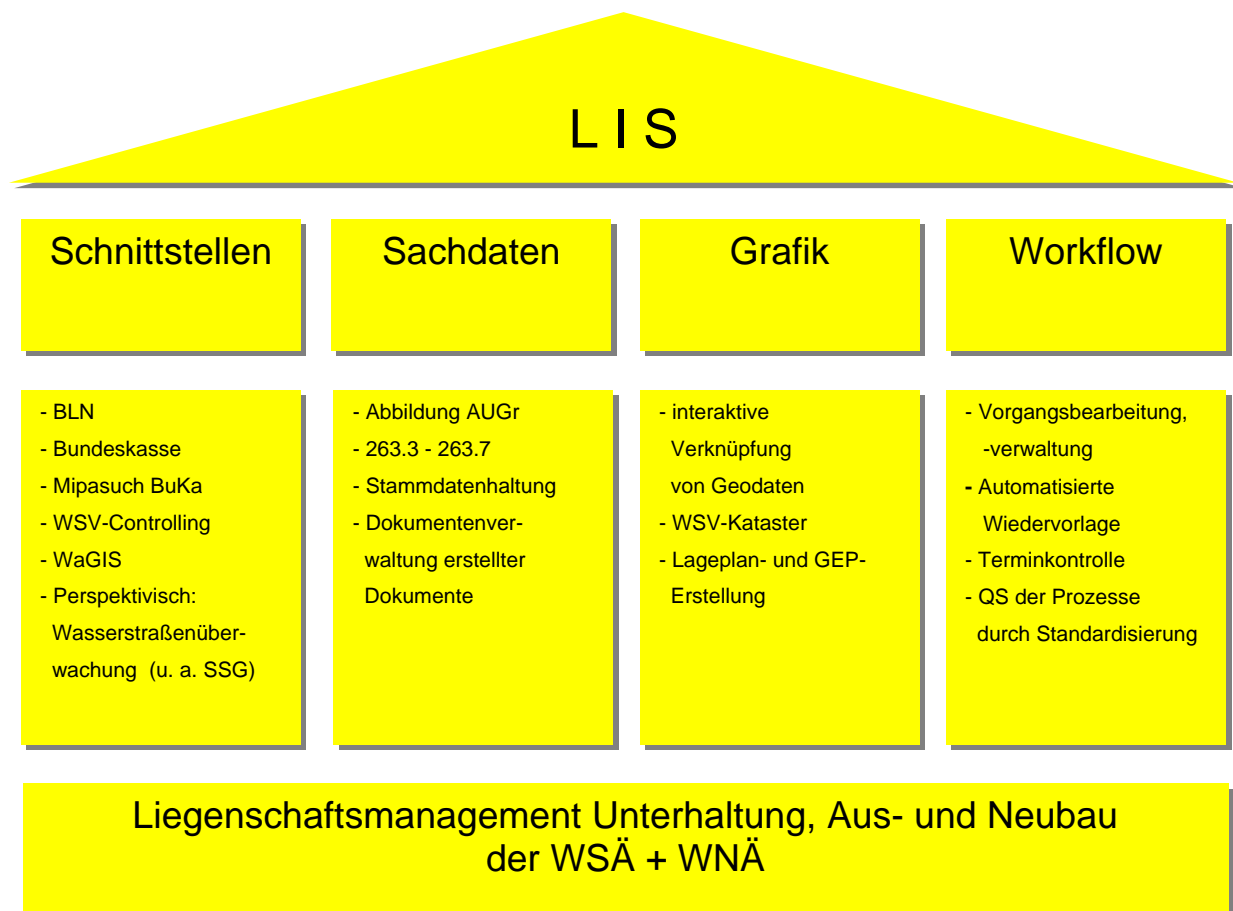 L I S
Schnittstellen
Sachdaten
Grafik
Workflow
- BLN
- Bundeskasse
- Mipasuch BuKa
- WSV-Controlling
- WaGIS
- Perspektivisch:
Wasserstraßenüber-
wachung (u. a. SSG)
- Abbildung AUGr
- 263.3 - 263.7
- Stammdatenhaltung
- Dokumentenver-
waltung erstellter
Dokumente
- interaktive
Verknüpfung
von Geodaten
- WSV-Kataster
- Lageplan- und GEP-
Erstellung
- Vorgangsbearbeitung,
-verwaltung
- Automatisierte
Wiedervorlage
- Terminkontrolle
- QS der Prozesse
durch Standardisierung
Liegenschaftsmanagement Unterhaltung, Aus- und Neubau
der WSÄ + WNÄ